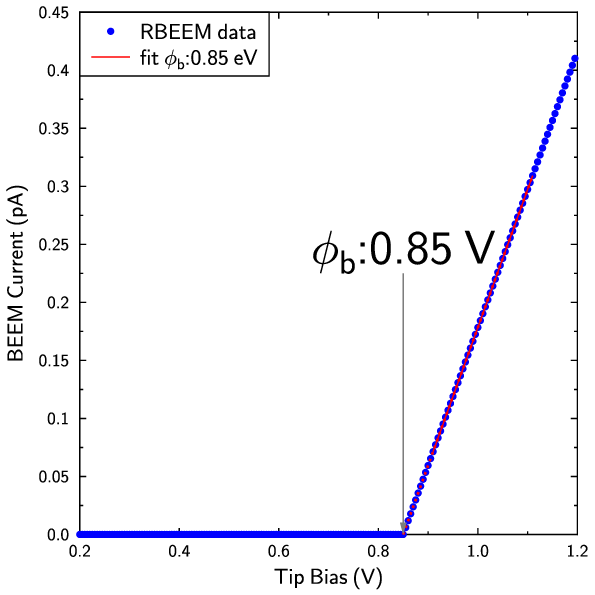 RBEEM data
fit ϕb:0.85 eV
ϕb:0.85 V
BEEM Current (pA)
0.45
0.4
0.35
0.3
0.25
0.2
0.15
0.1
0.05
0.0
0.2 0.4 0.6 0.8 1.0 1.2
Tip Bias (V)